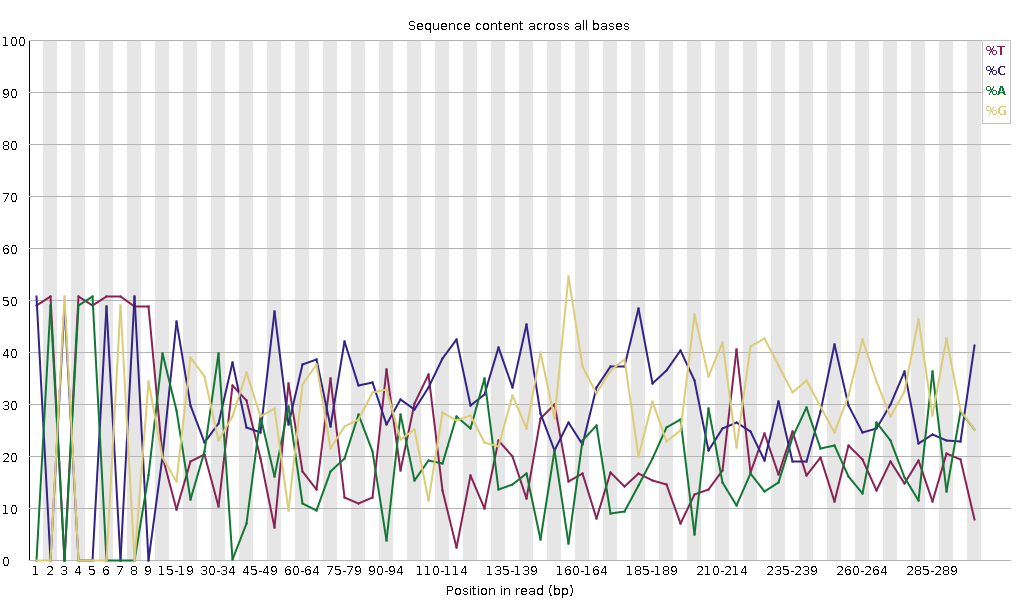 Sequence content across all bases
100
90
80
70
60
50
40
30
20
10
0
%T
%C
%A
%G
1 2 3 4 5 6 7 8 9 15-19 30-34 45-49 60-64 75-79 90-94 110-114 135-139 160-164 185-189 210-214 235-239 260-264 285-289
Position in read (bp)